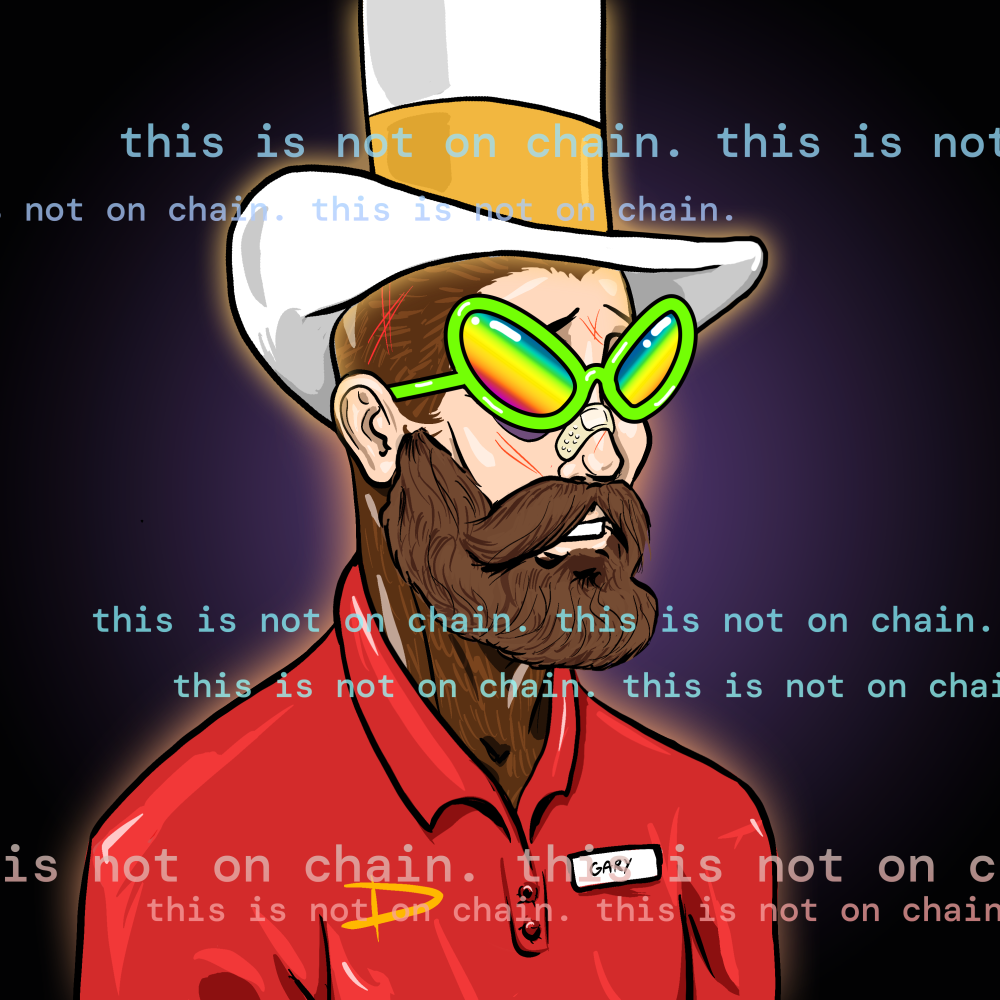 this is not on chain. this is not
not on chain. this is not on chain.
this is not on chain. this is not on chain.
this is not on chain. this is not on chai
GARY
is not on chain. this is not on c
D
this is not on chain. this is not on chain